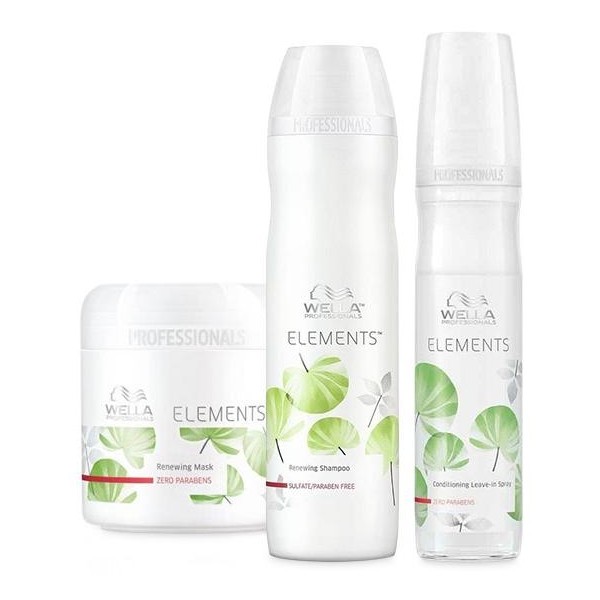 PROFESSIONALS
WELLA
PROFESSIONALS
ELEMENTS
Renewing Mask
ZERO PARABENS
PROFESSIONALS
WELLA™
PROFESSIONALS
ELEMENTS™
Renewing Shampoo
SULFATE/PARABEN FREE
PROFESSIONALS
WELLA
PROFESSIONALS
ELEMENTS
Conditioning Leave-in Spray
ZERO PARABENS